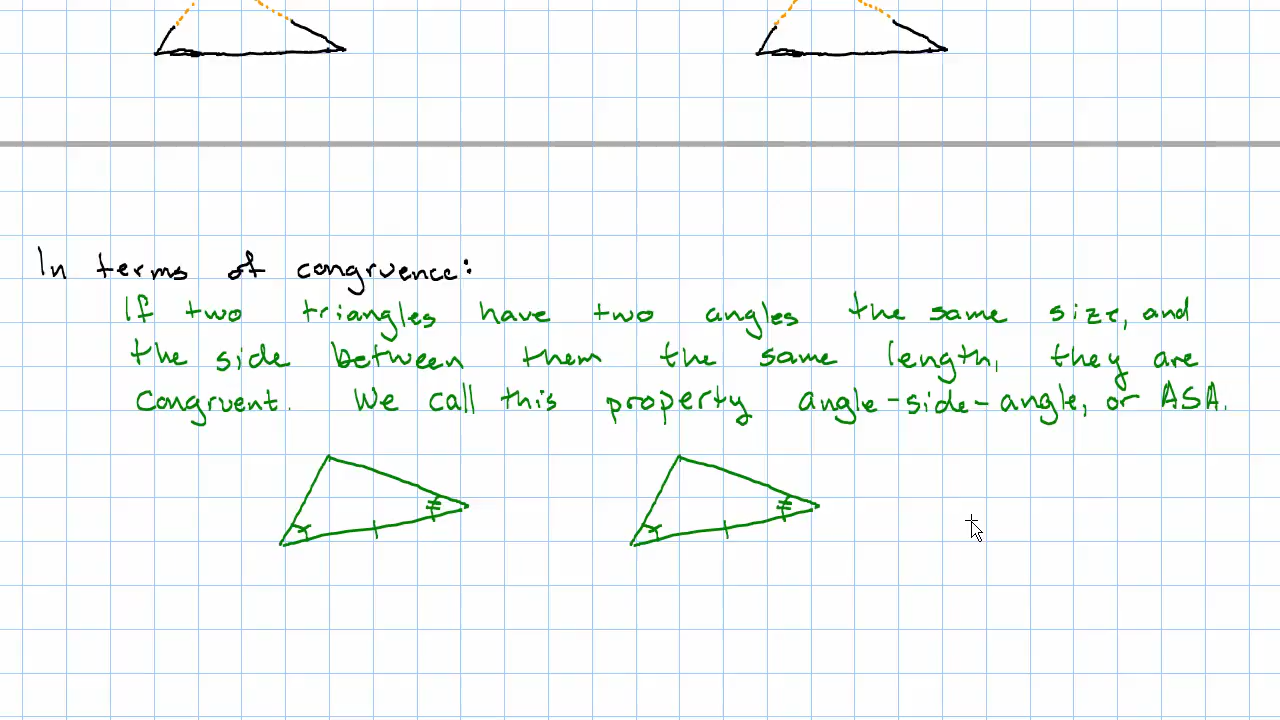 In terms of congruence:
If two triangles have two angles the same size, and
the side between them the same length, they are
congruent. We call this property angle-side-angle, or ASA.